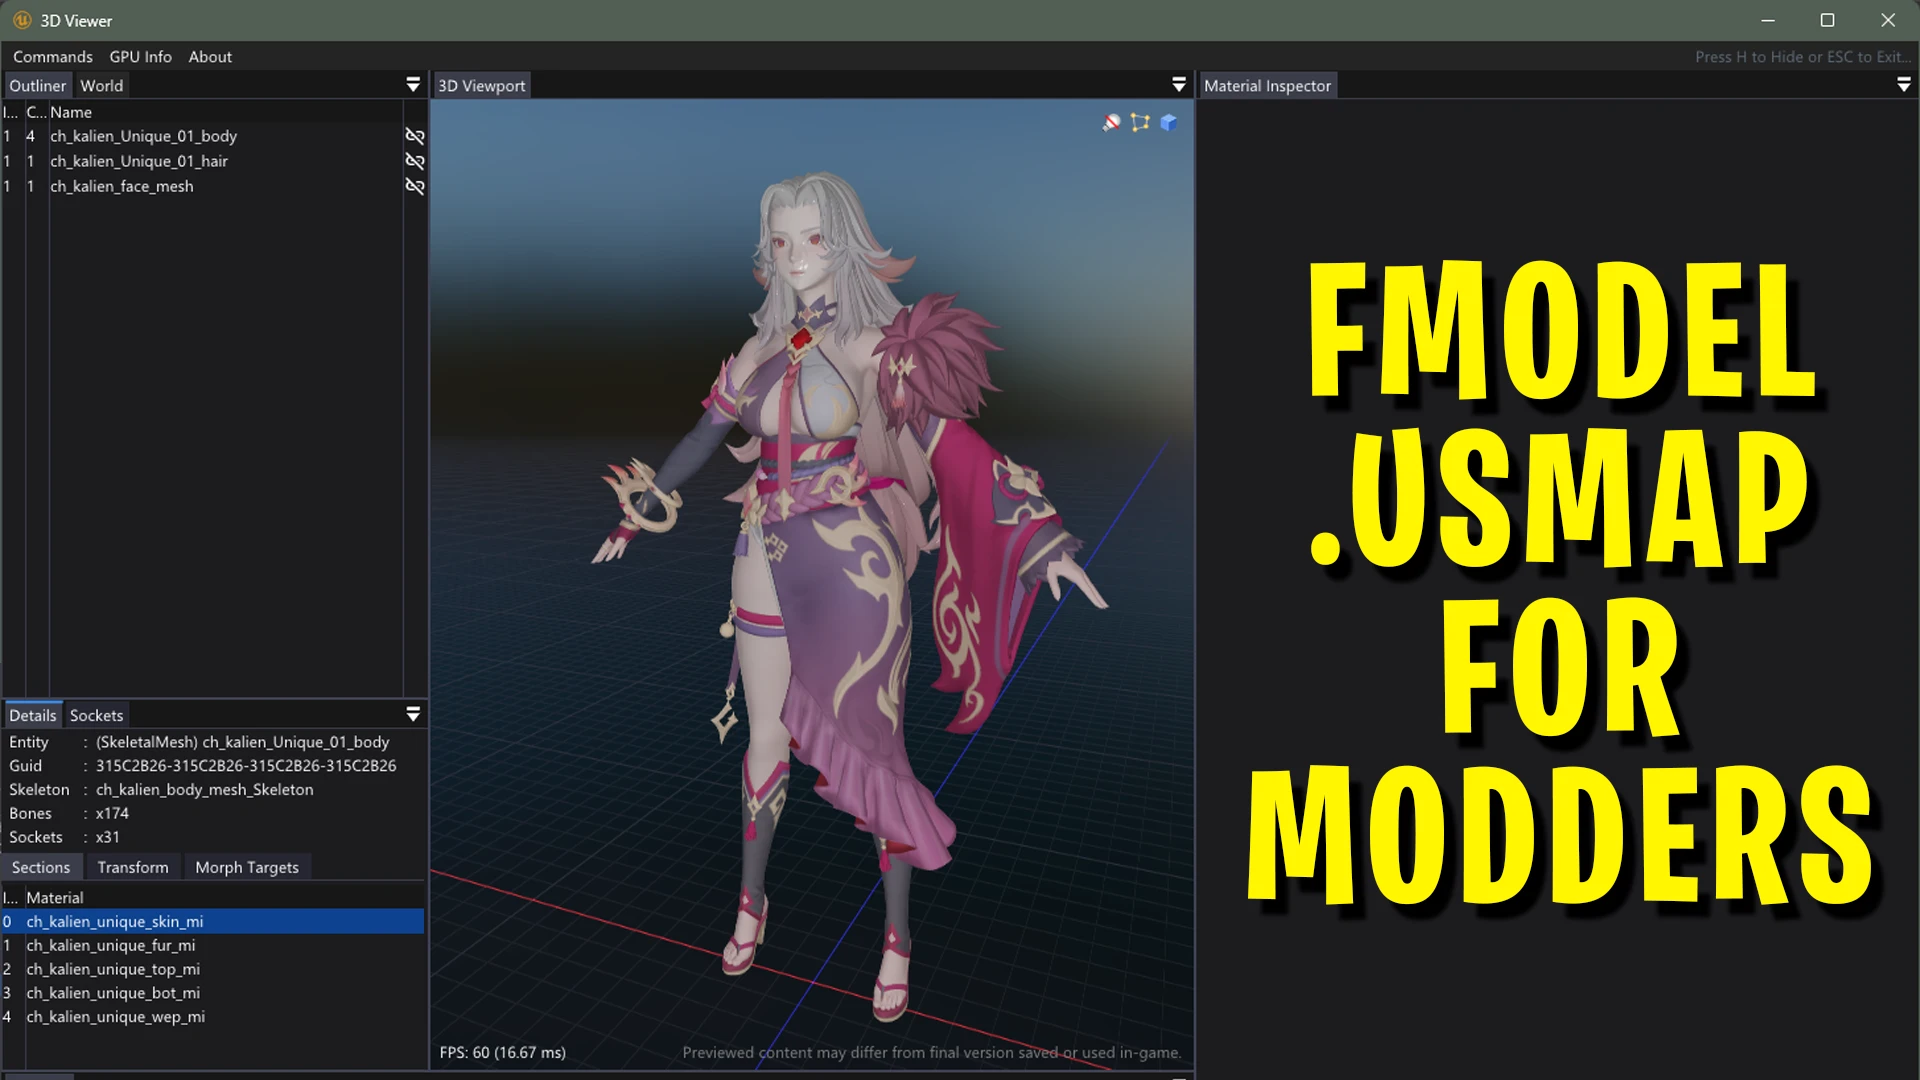 3D Viewer
Commands GPU Info About
Press H to Hide or ESC to Exit...
Outliner World
I... C... Name
1 4 ch_kalien_Unique_01_body
1 1 ch_kalien_Unique_01_hair
1 1 ch_kalien_face_mesh
Details Sockets
Entity : (SkeletalMesh) ch_kalien_Unique_01_body
Guid : 315C2B26-315C2B26-315C2B26-315C2B26
Skeleton : ch_kalien_body_mesh_Skeleton
Bones : x174
Sockets : x31
Sections Transform Morph Targets
I... Material
0 ch_kalien_unique_skin_mi
1 ch_kalien_unique_fur_mi
2 ch_kalien_unique_top_mi
3 ch_kalien_unique_bot_mi
4 ch_kalien_unique_wep_mi
3D Viewport
FPS: 60 (16.67 ms)
Previewed content may differ from final version saved or used in-game.
Material Inspector
FMODEL
.USMAP
FOR
MODDERS